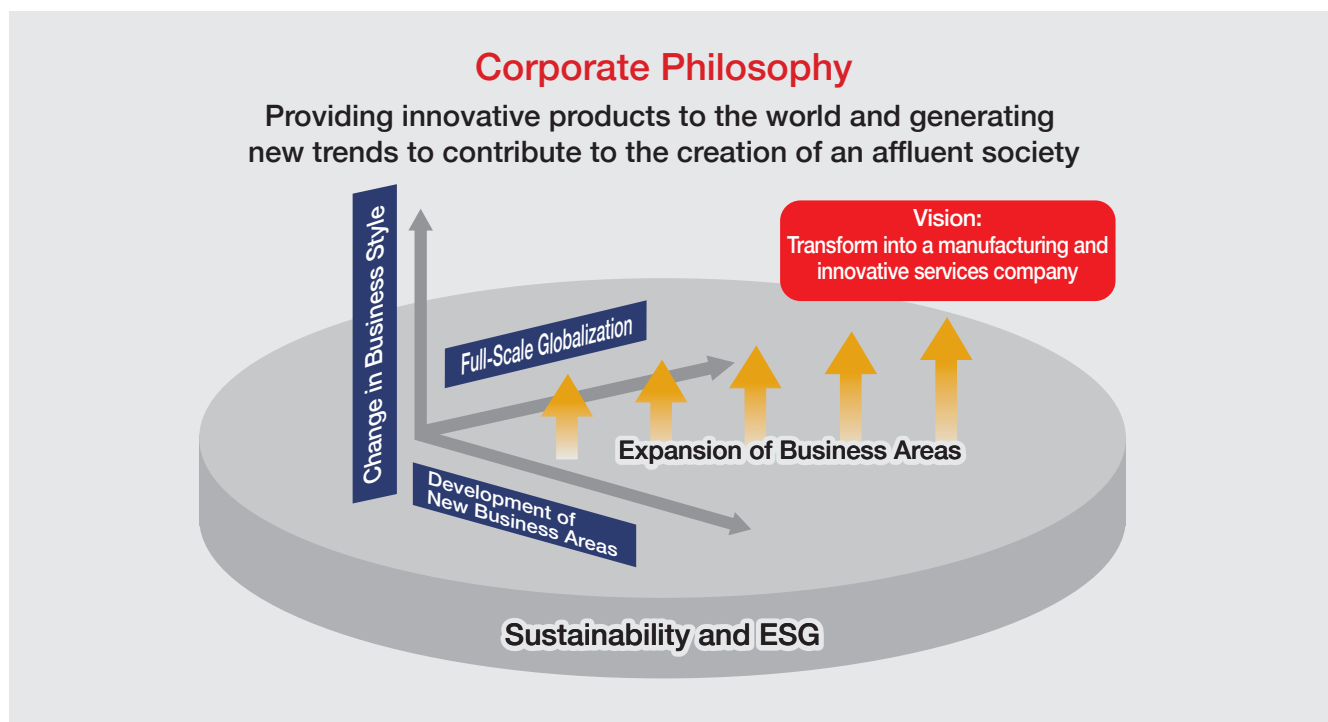 Corporate Philosophy
Providing innovative products to the world and generating
new trends to contribute to the creation of an affluent society
Change in Business Style
Vision:
Transform into a manufacturing and
innovative services company
Full-Scale Globalization
Expansion of Business Areas
Development of
New Business Areas
Sustainability and ESG